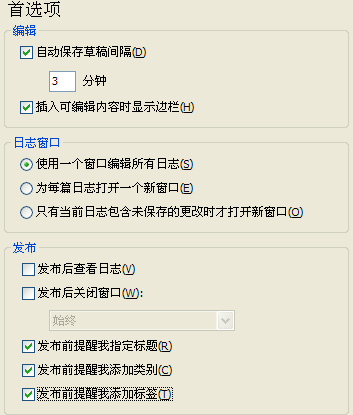 首选项
编辑
自动保存草稿间隔(D)
3 分钟
插入可编辑内容时显示边栏(H)
日志窗口
使用一个窗口编辑所有日志(S)
为每篇日志打开一个新窗口(E)
只有当前日志包含未保存的更改时才打开新窗口(O)
发布
发布后查看日志(V)
发布后关闭窗口(W):
始终
发布前提醒我指定标题(R)
发布前提醒我添加类别(C)
发布前提醒我添加标签(T)